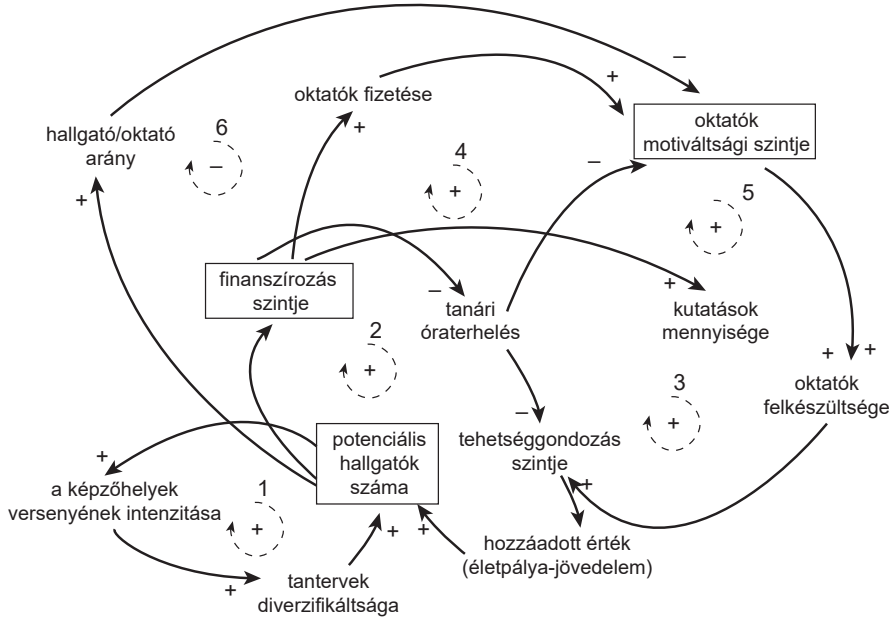 oktatók fizetése
oktatók
motiváltsági szintje
hallgató/oktató
arány
6
4
5
finanszírozás
szintje
tanári
óraterhelés
kutatások
mennyisége
2
3
oktatók
felkészültsége
potenciális
hallgatók
száma
tehetséggondozás
szintje
a képzőhelyek
versenyének intenzitása
1
hozzáadott érték
(életpálya-jövedelem)
tantervek
diverzifikáltsága